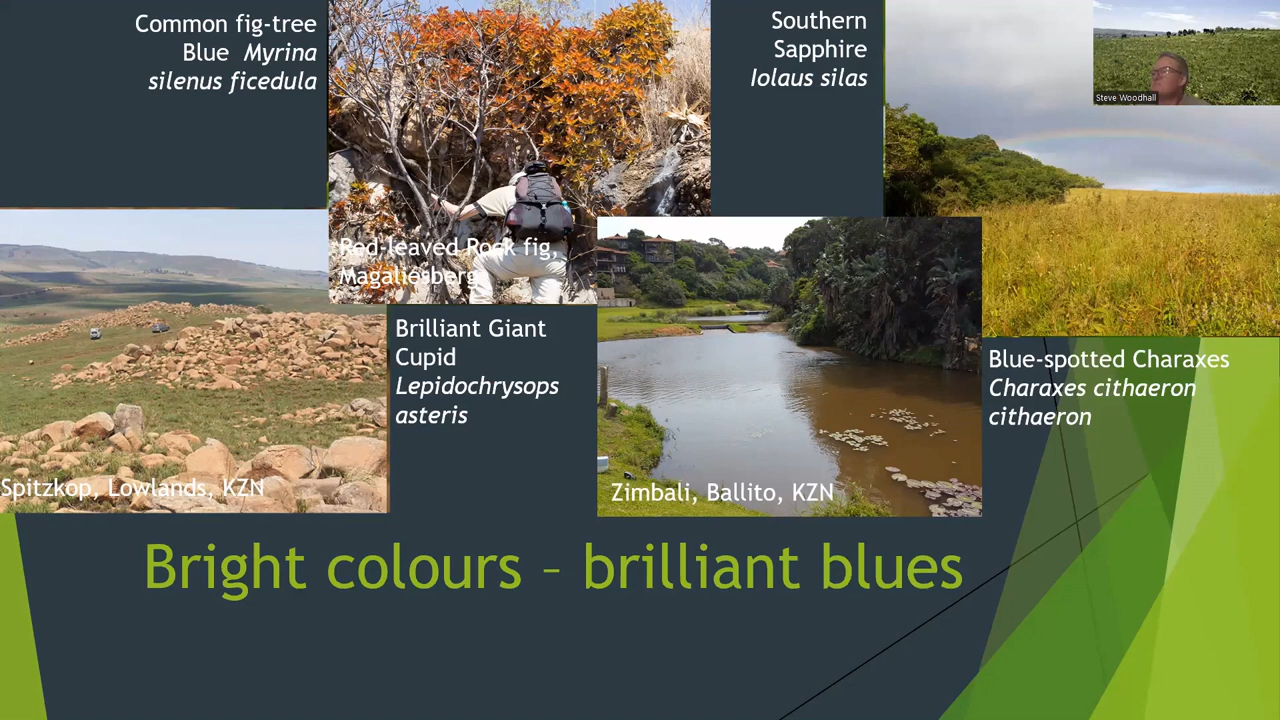 Common fig-tree
Blue Myrina
silenus ficedula
Southern
Sapphire
Iolaus silas
Steve Woodhall
Red-leaved Rock fig,
Magaliesberg
Brilliant Giant
Cupid
Lepidochrysops
asteris
Blue-spotted Charaxes
Charaxes cithaeron
cithaeron
Spitzkop, Lowlands, KZN
Zimbali, Ballito, KZN
Bright colours – brilliant blues